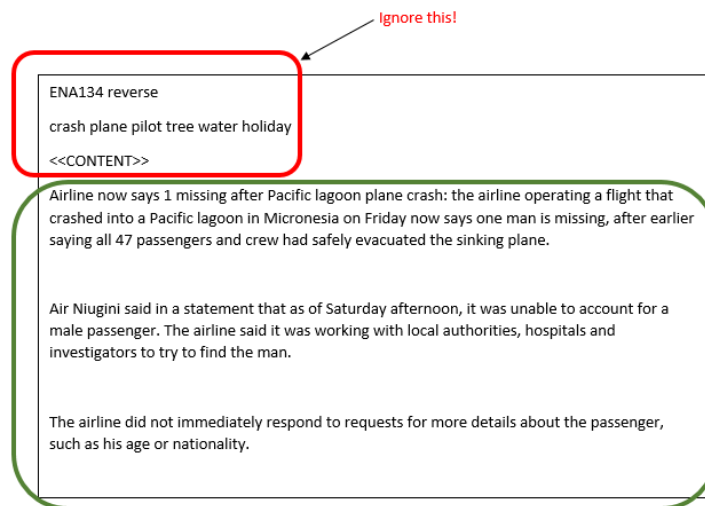 Ignore this!
ENA134 reverse
crash plane pilot tree water holiday
<<CONTENT>>
Airline now says 1 missing after Pacific lagoon plane crash: the airline operating a flight that
crashed into a Pacific lagoon in Micronesia on Friday now says one man is missing, after earlier
saying all 47 passengers and crew had safely evacuated the sinking plane.
Air Niugini said in a statement that as of Saturday afternoon, it was unable to account for a
male passenger. The airline said it was working with local authorities, hospitals and
investigators to try to find the man.
The airline did not immediately respond to requests for more details about the passenger,
such as his age or nationality.